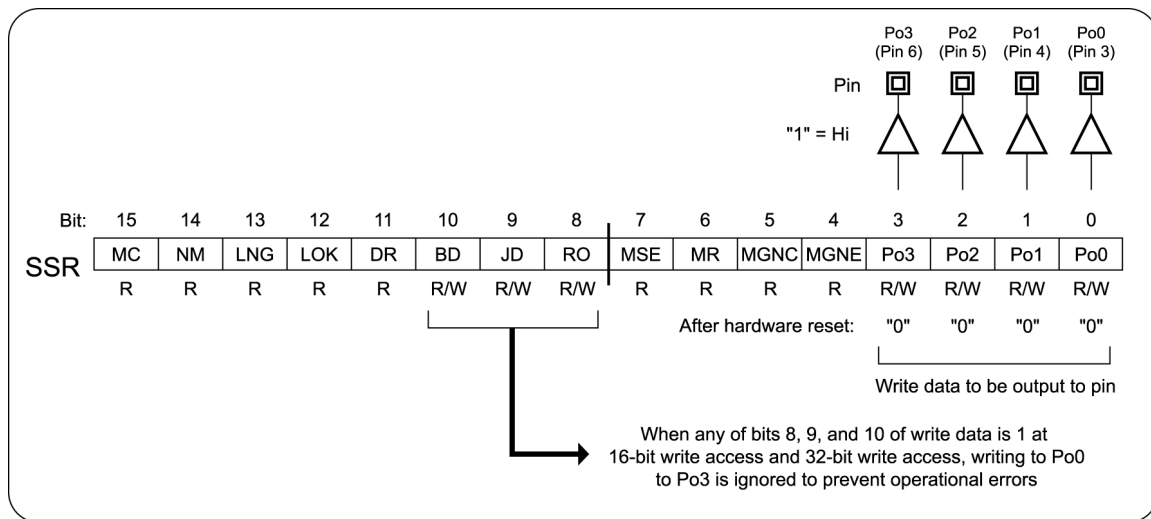 Po3 Po2 Po1 Po0
(Pin 6) (Pin 5) (Pin 4) (Pin 3)
Pin
"1" = Hi
Bit: 15 14 13 12 11 10 9 8 7 6 5 4 3 2 1 0
SSR MC NM LNG LOK DR BD JD RO MSE MR MGNC MGNE Po3 Po2 Po1 Po0
R R R R R R/W R/W R/W R R R R R/W R/W R/W R/W
After hardware reset: "0" "0" "0" "0"
Write data to be output to pin
When any of bits 8, 9, and 10 of write data is 1 at
16-bit write access and 32-bit write access, writing to Po0
to Po3 is ignored to prevent operational errors